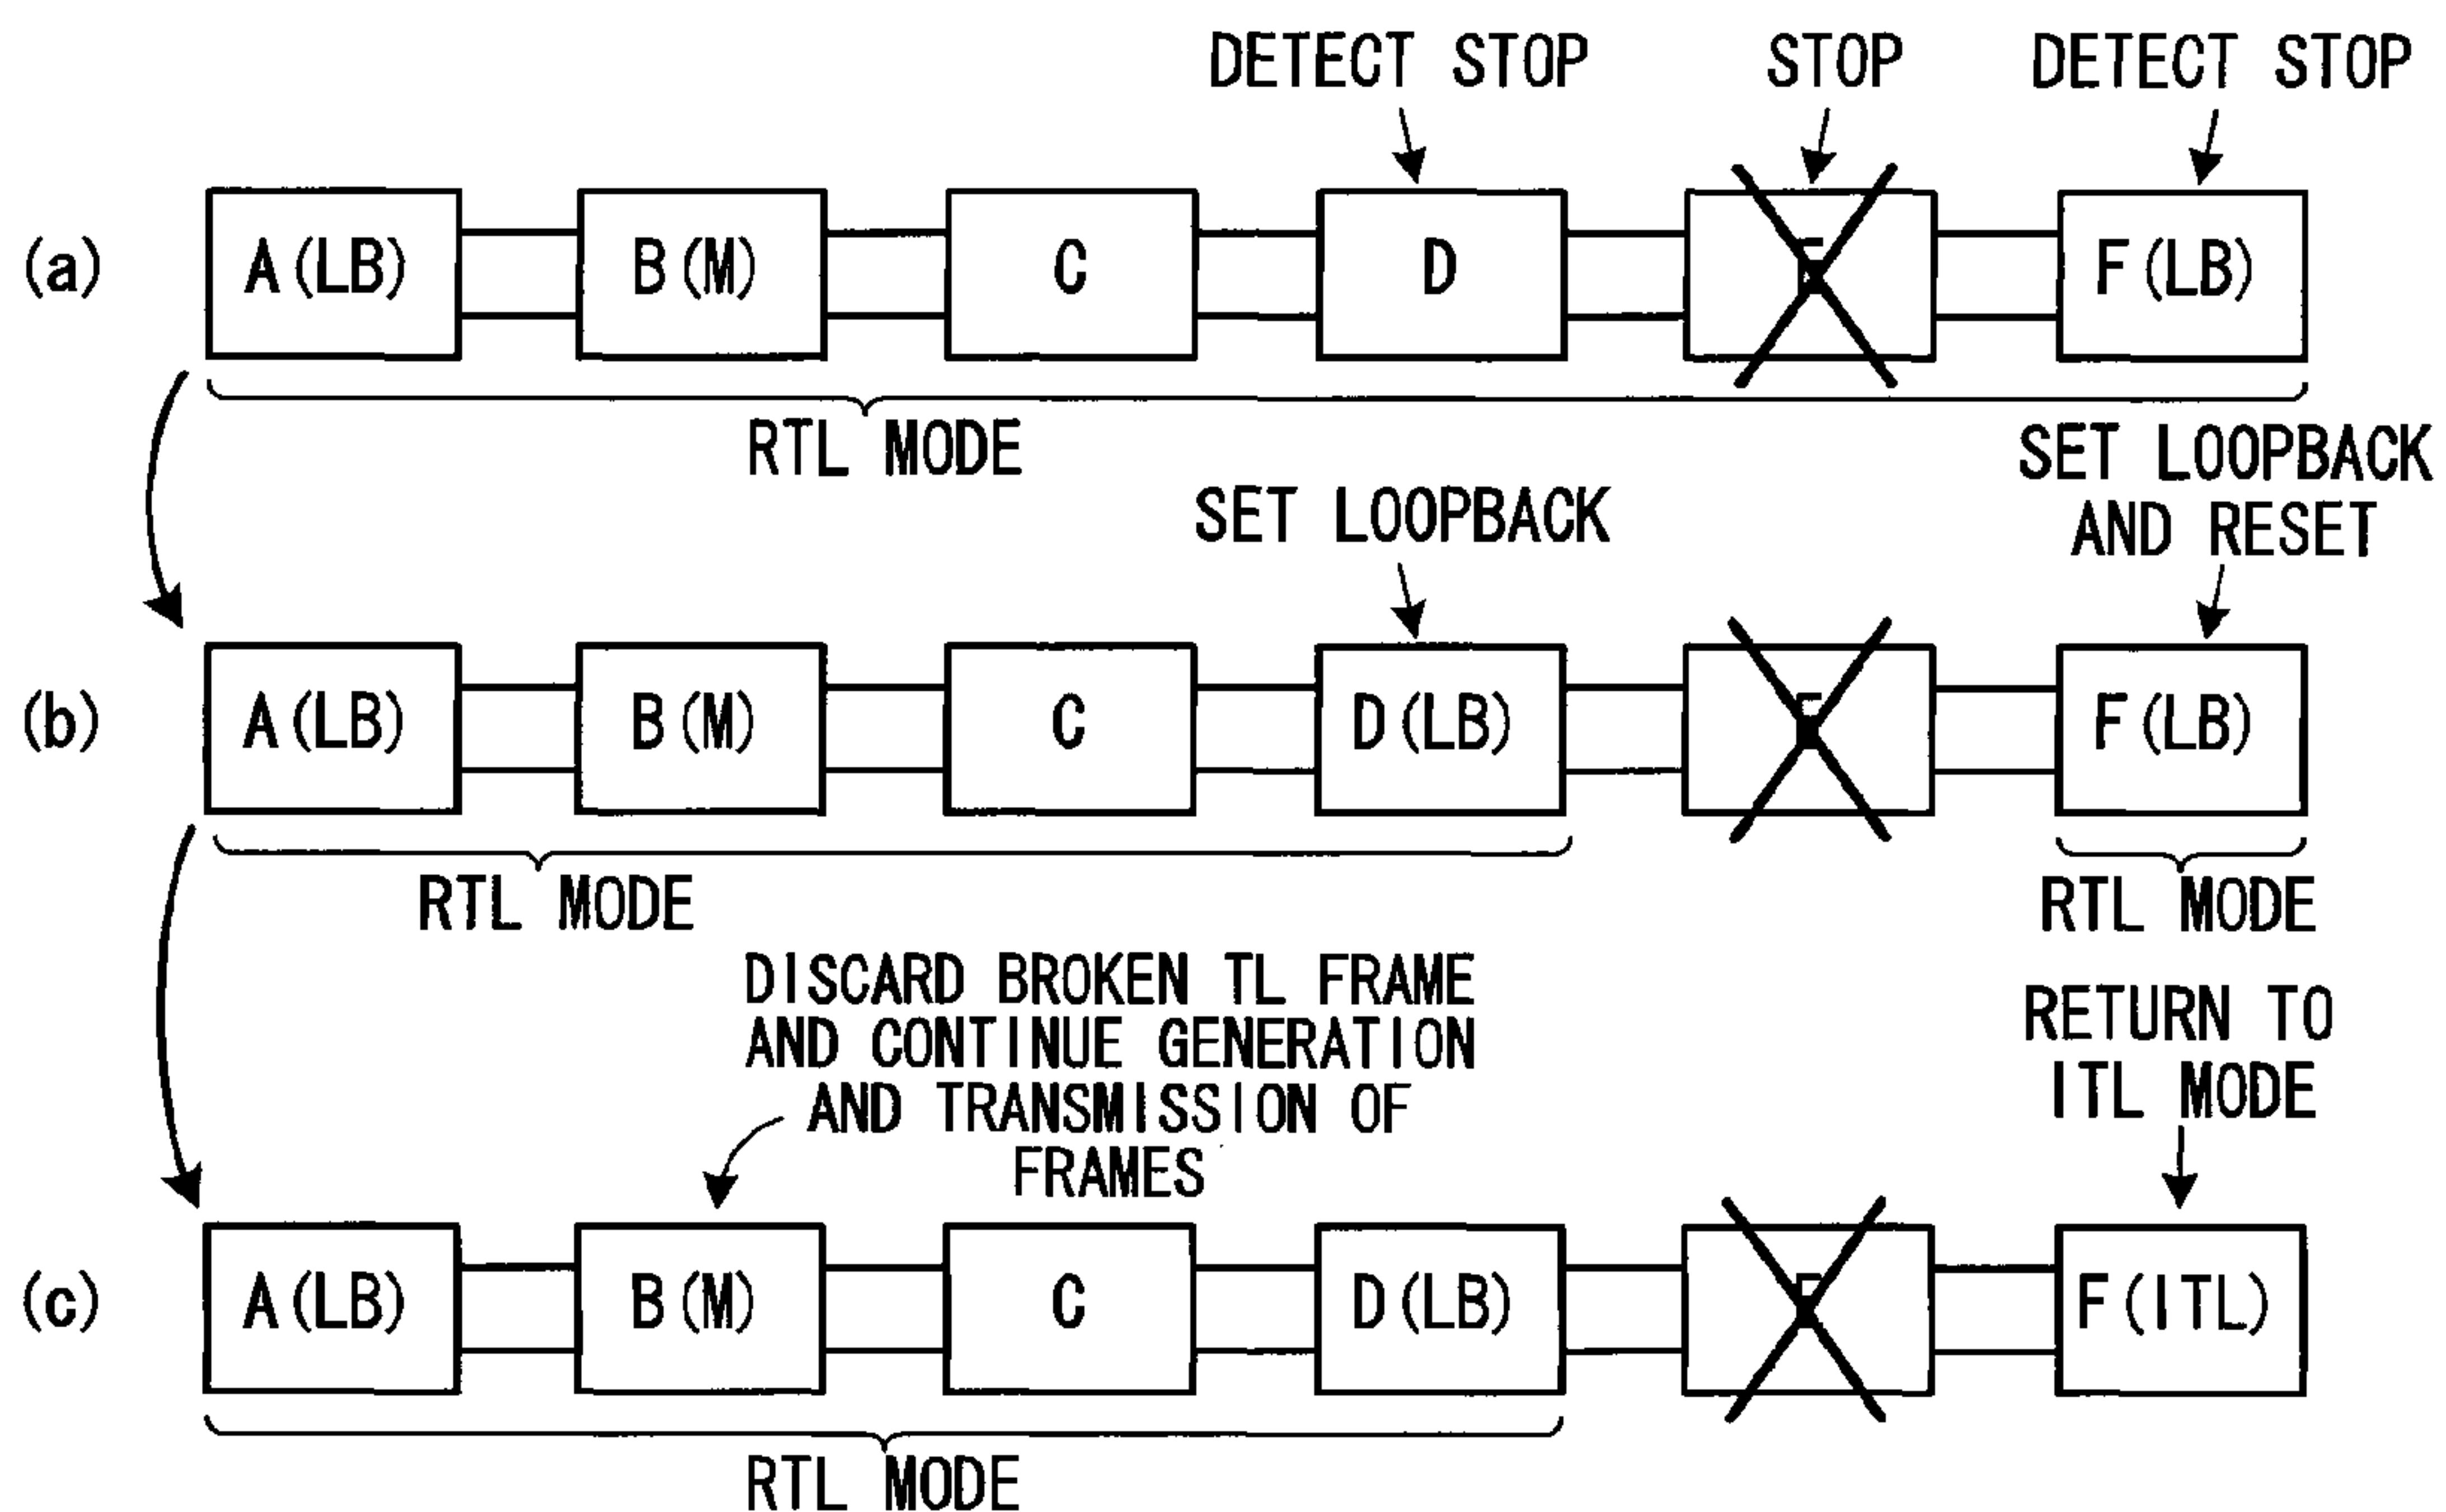 DETECT STOP
STOP
DETECT STOP
(a)
A(LB)
B(M)
C
D
F(LB)
RTL MODE
SET LOOPBACK
SET LOOPBACK
AND RESET
(b)
A(LB)
B(M)
C
D(LB)
F(LB)
RTL MODE
RTL MODE
DISCARD BROKEN TL FRAME
AND CONTINUE GENERATION
AND TRANSMISSION OF
FRAMES
RETURN TO
ITL MODE
(c)
A(LB)
B(M)
C
D(LB)
F(ITL)
RTL MODE